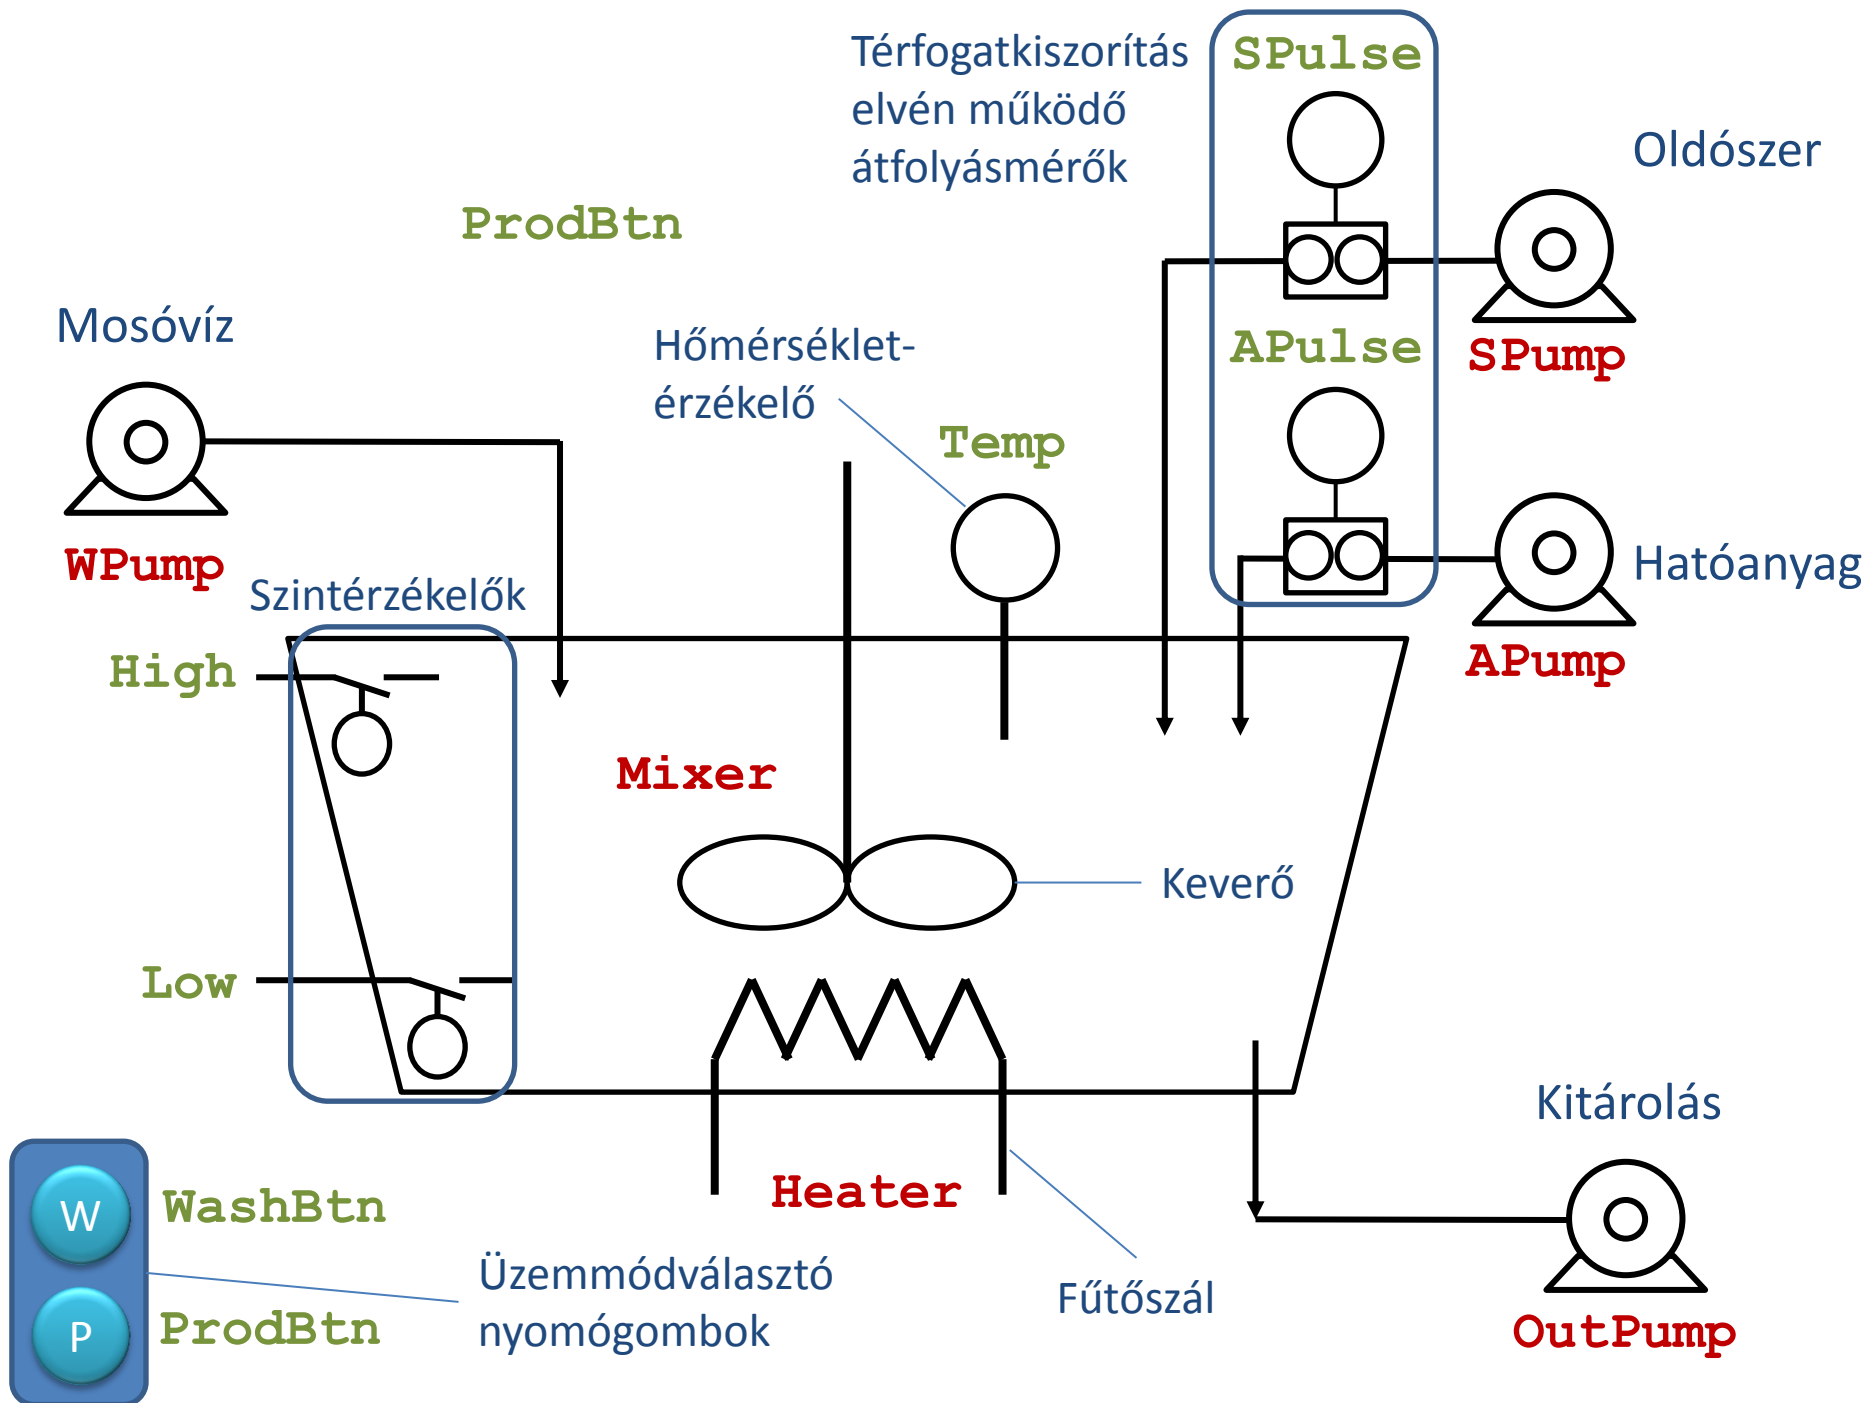 Térfogatkiszorítás
elvén működő
átfolyásmérők
SPulse
Oldószer
ProdBtn
Mosóvíz
Hőmérséklet-
érzékelő
APulse
SPump
Temp
WPump
Szintérzékelők
Hatóanyag
High
APump
Mixer
Keverő
Low
Kitárolás
W
WashBtn
Heater
Üzemmódválasztó
nyomógombok
Fűtőszál
P
ProdBtn
OutPump